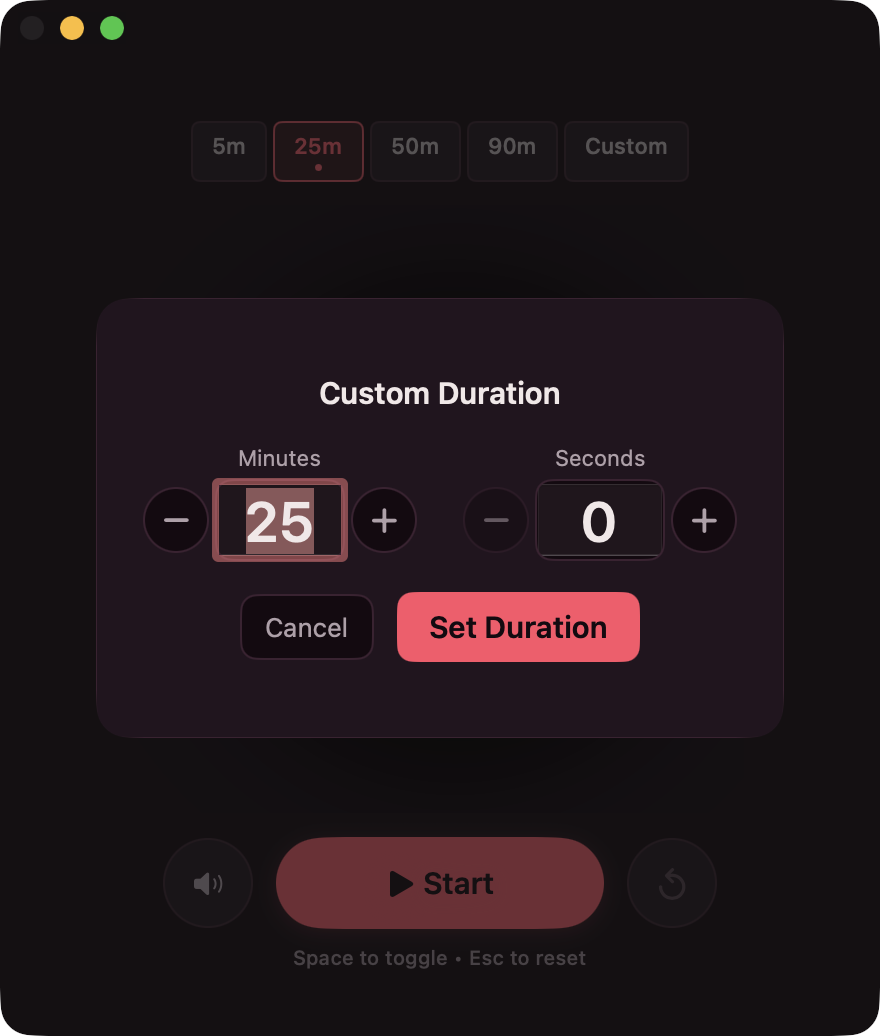 5m 25m 50m 90m Custom
Custom Duration
Minutes Seconds
25 0
Cancel Set Duration
Start
Space to toggle • Esc to reset